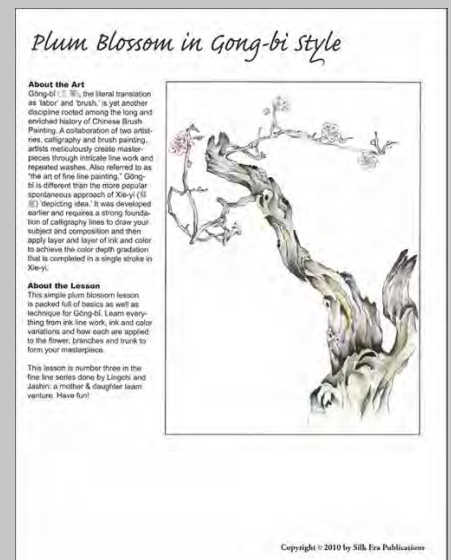 Plum Blossom in Gong-bi Style
About the Art
Gōng-bǐ (工筆), the literal translation
as 'labor' and 'brush,' is yet another
discipline rooted among the long and
enriched history of Chinese Brush
Painting. A collaboration of two artist-
ries, calligraphy and brush painting,
artists meticulously create master-
pieces through intricate line work and
repeated washes. Also referred to as
"the art of fine line painting," Gōng-
bǐ is different than the more popular
spontaneous approach of Xie-yi (寫
意) 'depicting idea.' It was developed
earlier and requires a strong founda-
tion of calligraphy lines to draw your
subject and composition and then
apply layer and layer of ink and color
to achieve the color depth gradation
that is completed in a single stroke in
Xie-yi.
About the Lesson
This simple plum blossom lesson
is packed full of basics as well as
technique for Gōng-bǐ. Learn every-
thing from ink line work, ink and color
variations and how each are applied
to the flower, branches and trunk to
form your masterpiece.
This lesson is number three in the
fine line series done by Lingchi and
Jashin; a mother & daughter team
venture. Have fun!
Copyright © 2010 by Silk Era Publications